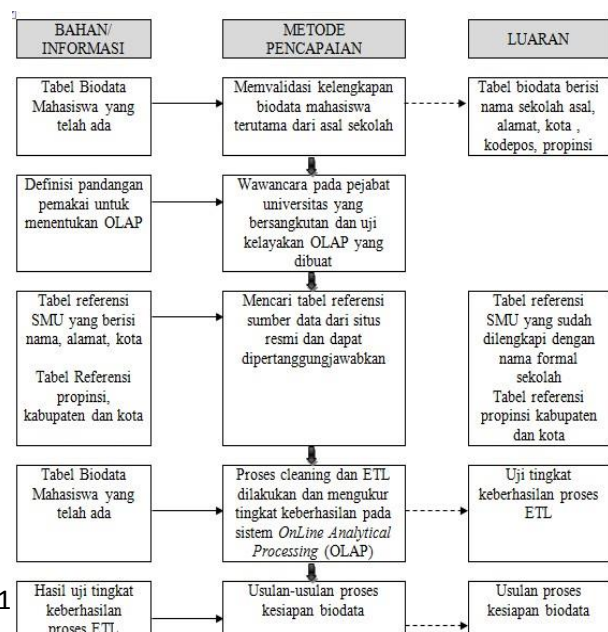 BAHAN/
INFORMASI
METODE
PENCAPAIAN
LUARAN
Tabel Biodata
Mahasiswa yang
telah ada
Memvalidasi kelengkapan
biodata mahasiswa
terutama dari asal sekolah
Tabel biodata berisi
nama sekolah asal,
alamat, kota ,
kodepos, propinsi
Definisi pandangan
pemakai untuk
menentukan OLAP
Wawancara pada pejabat
universitas yang
bersangkutan dan uji
kelayakan OLAP yang
dibuat
Tabel referensi
SMU yang berisi
nama, alamat, kota
Tabel Referensi
propinsi,
kabupaten dan kota
Mencari tabel referensi
sumber data dari situs
resmi dan dapat
dipertanggungjawabkan
Tabel referensi
SMU yang sudah
dilengkapi dengan
nama formal
sekolah
Tabel referensi
propinsi kabupaten
dan kota
Tabel Biodata
Mahasiswa yang
telah ada
Proses cleaning dan ETL
dilakukan dan mengukur
tingkat keberhasilan pada
sistem OnLine Analytical
Processing (OLAP)
Uji tingkat
keberhasilan proses
ETL
1
Hasil uji tingkat
keberhasilan
proses ETL
Usulan-usulan proses
kesiapan biodata
Usulan proses
kesiapan biodata